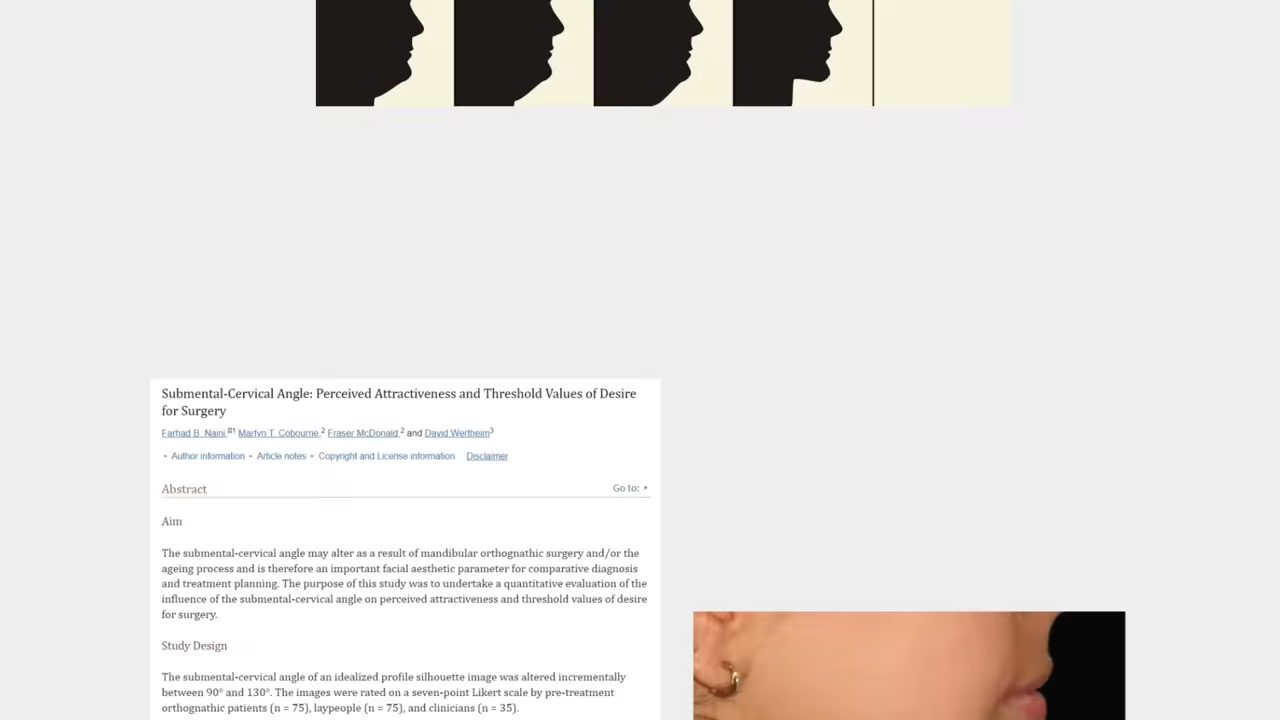 Submental-Cervical Angle: Perceived Attractiveness and Threshold Values of Desire
for Surgery
Farhad B. Naini, Martyn T. Cobourne,2 Fraser McDonald,2 and David Wertheim3
• Author information • Article notes • Copyright and License information Disclaimer
Abstract
Go to: ▸
Aim
The submental-cervical angle may alter as a result of mandibular orthognathic surgery and/or the
ageing process and is therefore an important facial aesthetic parameter for comparative diagnosis
and treatment planning. The purpose of this study was to undertake a quantitative evaluation of the
influence of the submental-cervical angle on perceived attractiveness and threshold values of desire
for surgery.
Study Design
The submental-cervical angle of an idealized profile silhouette image was altered incrementally
between 90° and 130°. The images were rated on a seven-point Likert scale by pre-treatment
orthognathic patients (n = 75), laypeople (n = 75), and clinicians (n = 35).